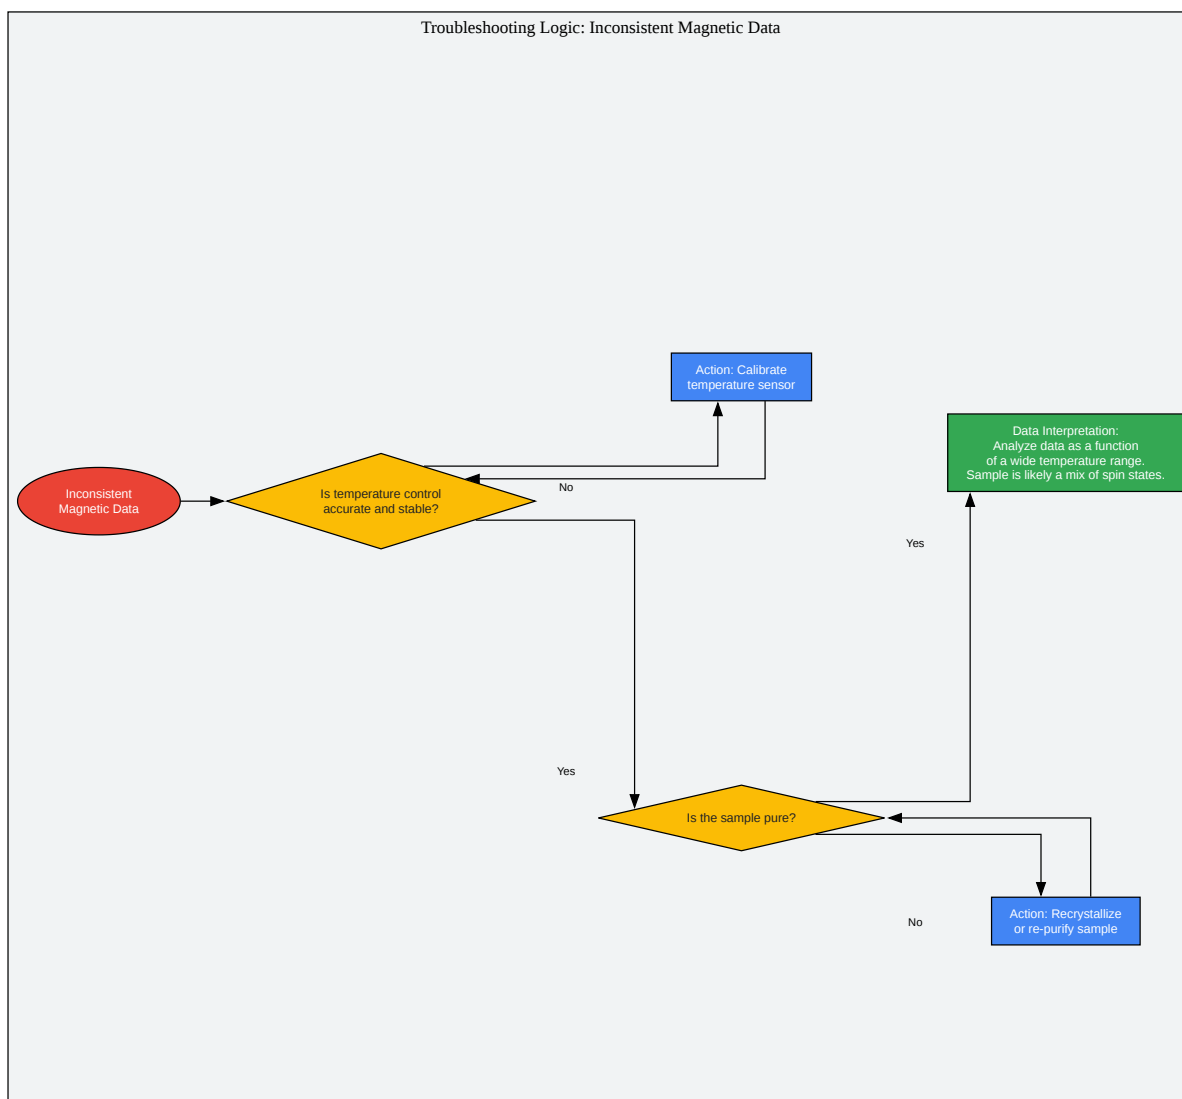 Troubleshooting Logic: Inconsistent Magnetic Data
Action: Calibrate
temperature sensor
Data Interpretation:
Analyze data as a function
of a wide temperature range.
Sample is likely a mix of spin states.
Inconsistent
Magnetic Data
Is temperature control
accurate and stable?
No
Yes
Yes
Is the sample pure?
No
Action: Recrystallize
or re-purify sample